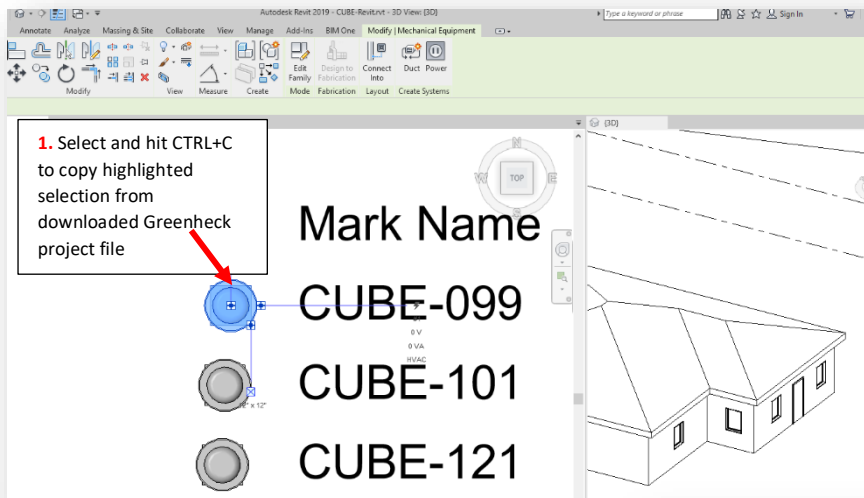 Autodesk Revit 2019 - CUBE-Revit.rvt - 3D View: {3D}
Type a keyword or phrase
Sign In
Annotate Analyze Massing & Site Collaborate View Manage Add-Ins BIM One Modify | Mechanical Equipment
Edit Family
Design to Fabrication
Connect Into
Duct Power
Modify View Measure Create Mode Fabrication Layout Create Systems
{3D}
1. Select and hit CTRL+C
to copy highlighted
selection from
downloaded Greenheck
project file
N
W TOP E
Mark Name
CUBE-099
0 V
0 VA
HVAC
CUBE-101
12" x 12"
CUBE-121